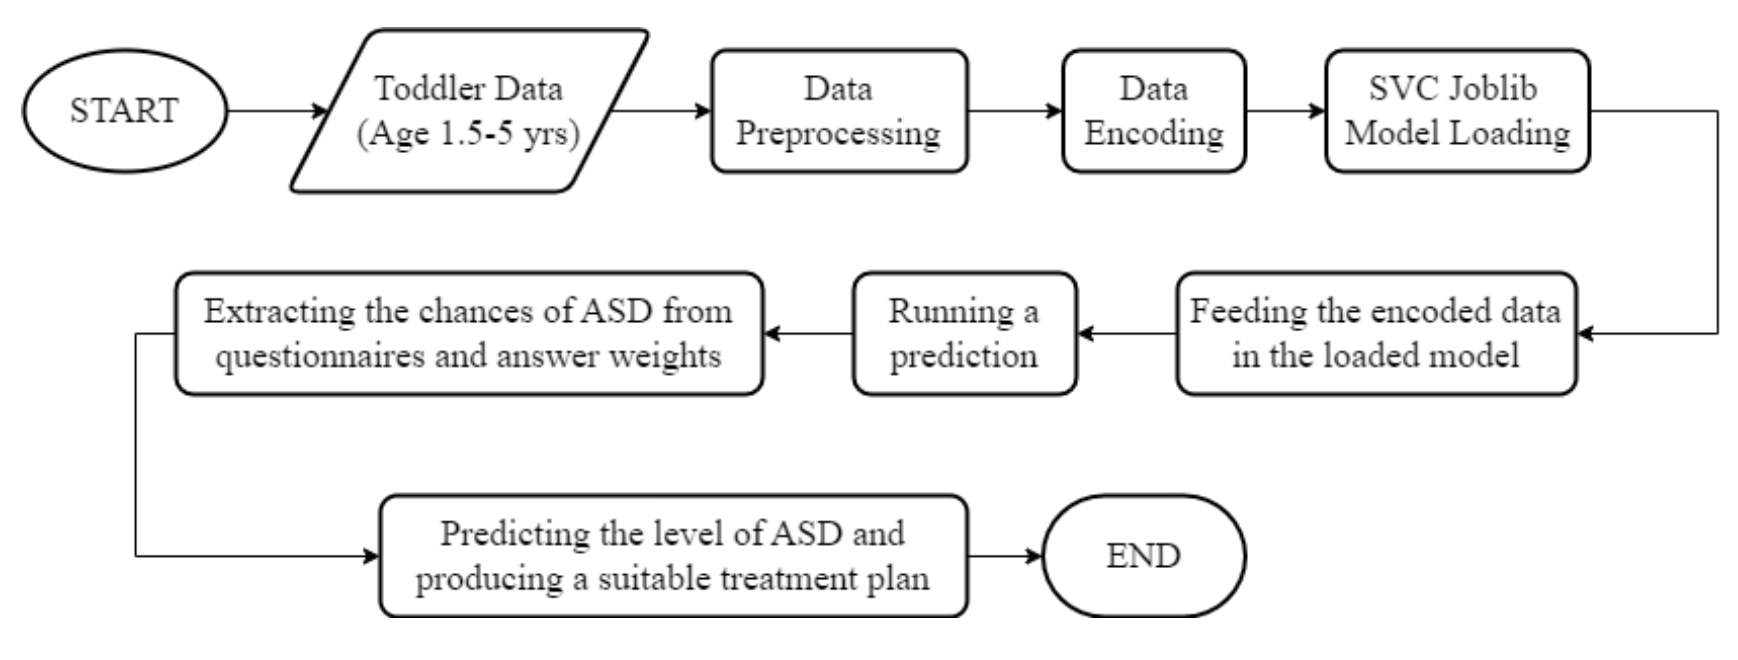 START
Toddler Data
(Age 1.5-5 yrs)
Data
Preprocessing
Data
Encoding
SVC Joblib
Model Loading
Feeding the encoded data
in the loaded model
Running a
prediction
Extracting the chances of ASD from
questionnaires and answer weights
Predicting the level of ASD and
producing a suitable treatment plan
END